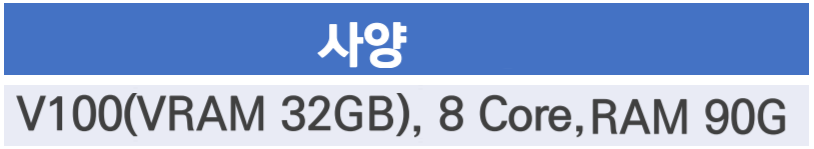 사양
V100(VRAM 32GB), 8 Core,RAM 90G